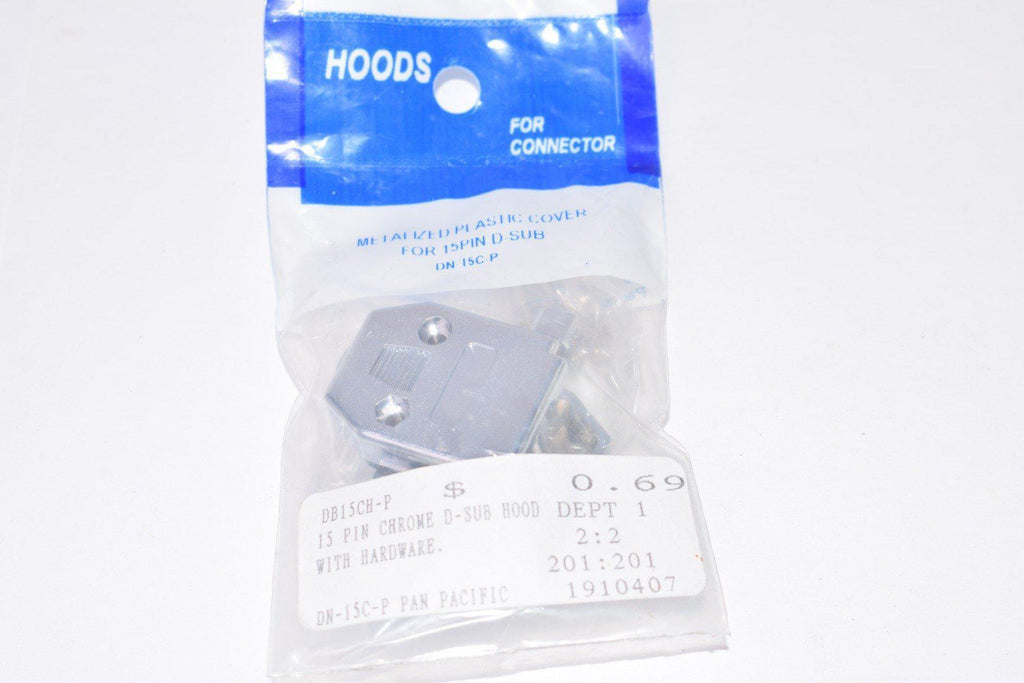 HOODS
FOR
CONNECTOR
METALIZED PLASTIC COVER
FOR 15PIN D-SUB
DN-15C-P
DB15CH-P $ 0.69
15 PIN CHROME D-SUB HOOD DEPT 1
WITH HARDWARE. 2:2
201:201
DN-15C-P PAN PACIFIC 1910407